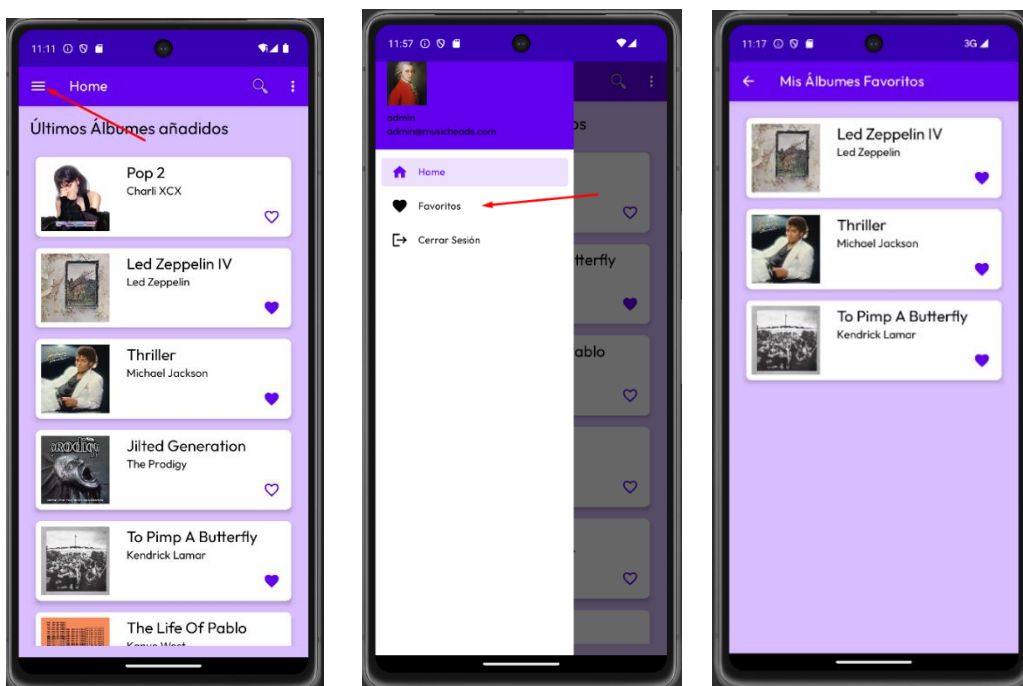 11:11
Home
Últimos Álbumes añadidos
Pop 2
Charli XCX
Led Zeppelin IV
Led Zeppelin
Thriller
Michael Jackson
Jilted Generation
The Prodigy
To Pimp A Butterfly
Kendrick Lamar
The Life Of Pablo
Kanye West
11:57
admin
admin@musicheads.com
os
Home
Favoritos
Cerrar Sesión
tterfly
ablo
11:17
3G
Mis Álbumes Favoritos
Led Zeppelin IV
Led Zeppelin
Thriller
Michael Jackson
To Pimp A Butterfly
Kendrick Lamar